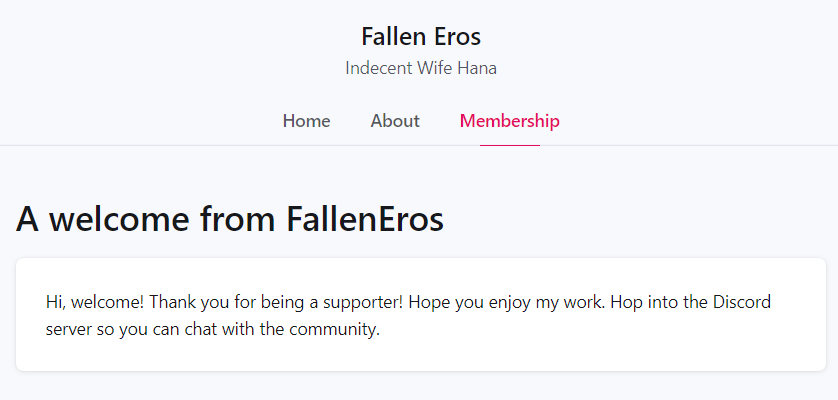 Fallen Eros
Indecent Wife Hana
Home About Membership
A welcome from FallenEros
Hi, welcome! Thank you for being a supporter! Hope you enjoy my work. Hop into the Discord
server so you can chat with the community.